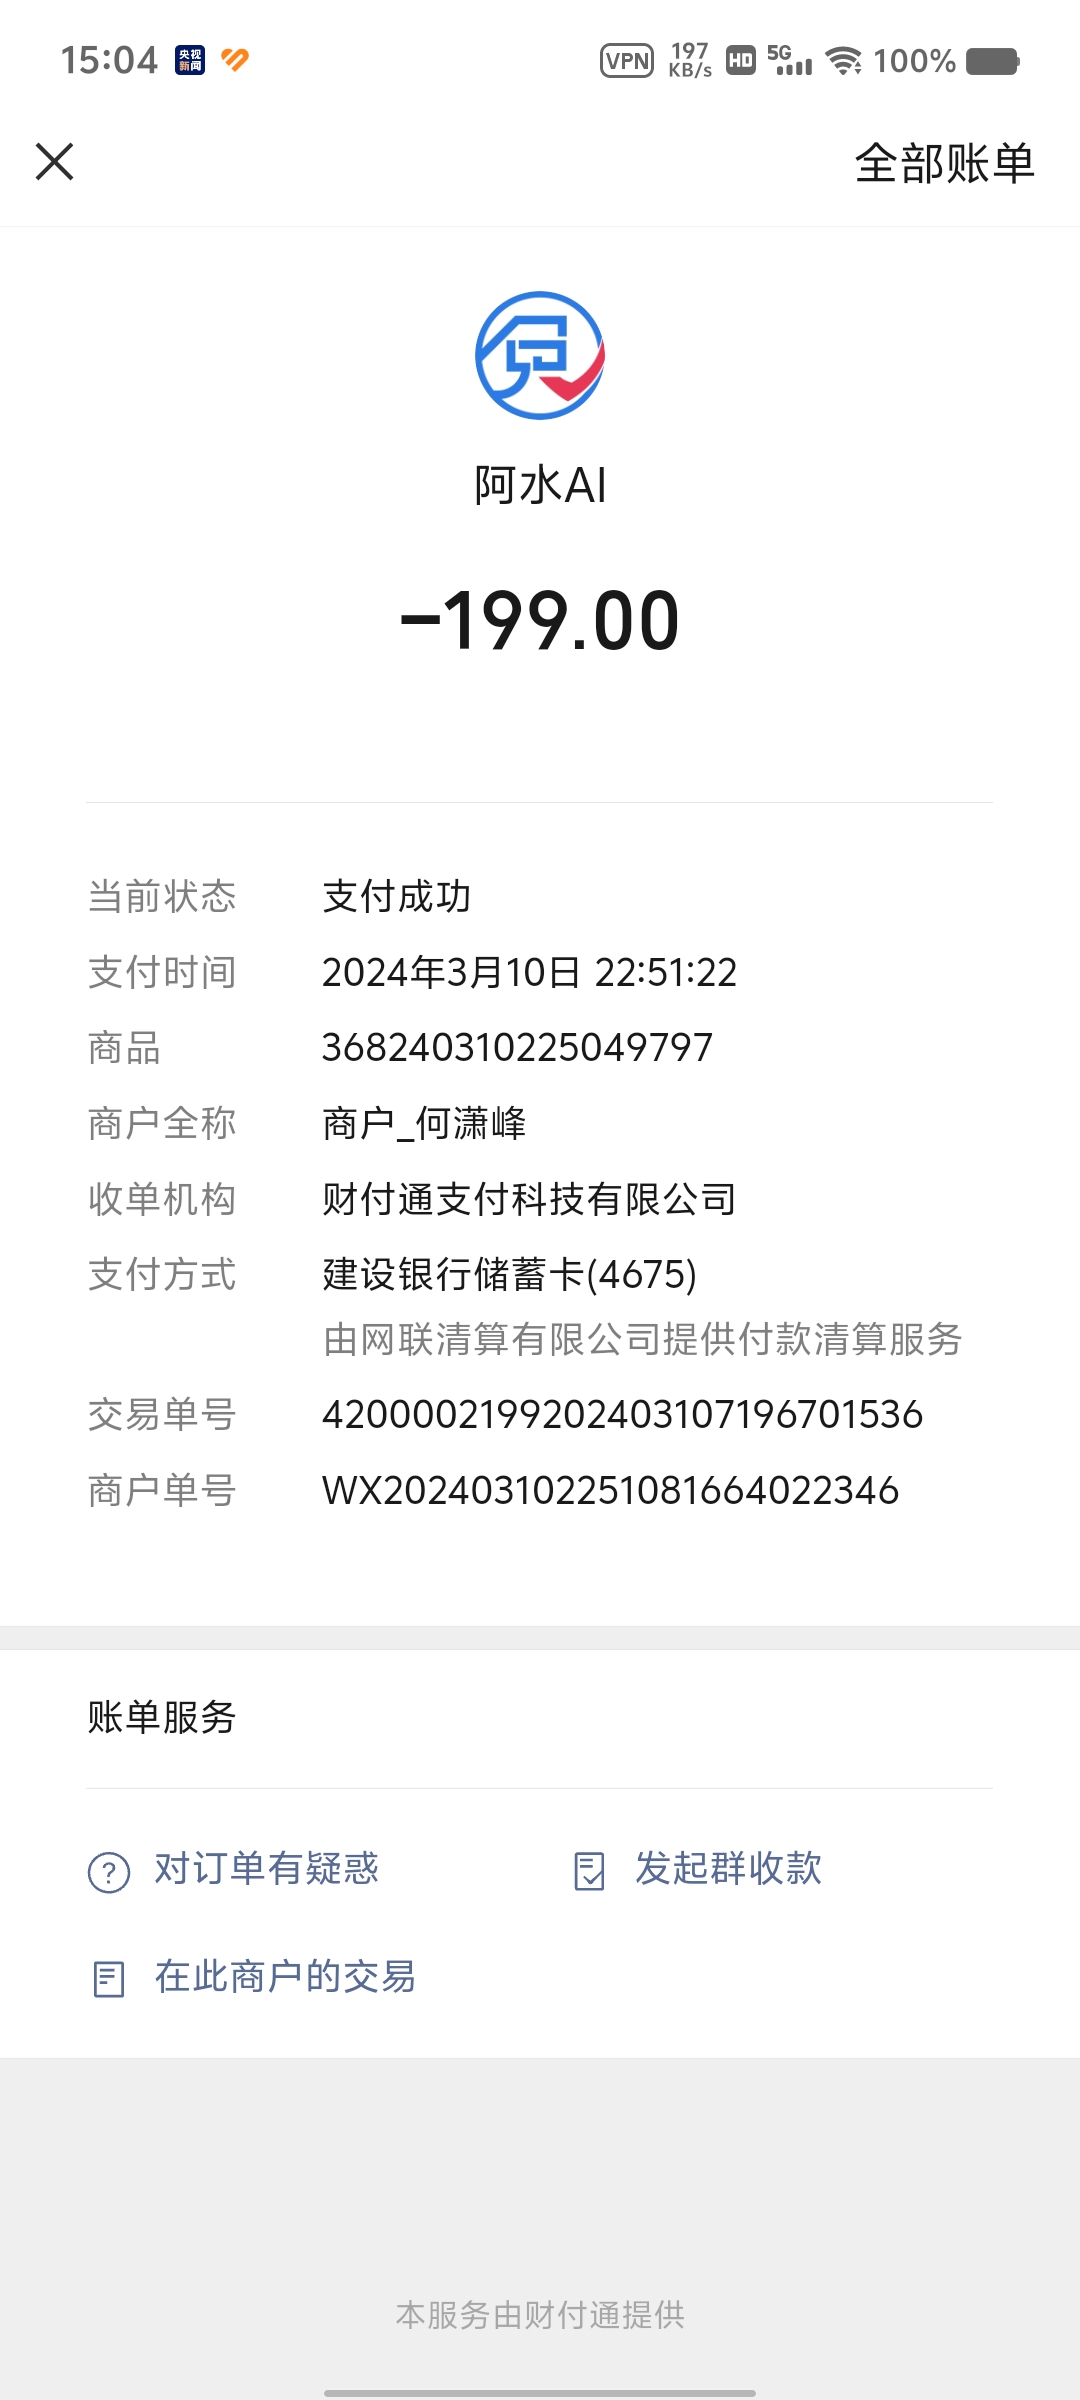 15:04 央视新闻 VPN 197 KB/s HD 5G 100%
全部账单
阿水AI
-199.00
当前状态 支付成功
支付时间 2024年3月10日 22:51:22
商品 368240310225049797
商户全称 商户_何潇峰
收单机构 财付通支付科技有限公司
支付方式 建设银行储蓄卡(4675)
由网联清算有限公司提供付款清算服务
交易单号 4200002199202403107196701536
商户单号 WX202403102251081664022346
账单服务
对订单有疑惑 发起群收款
在此商户的交易
本服务由财付通提供